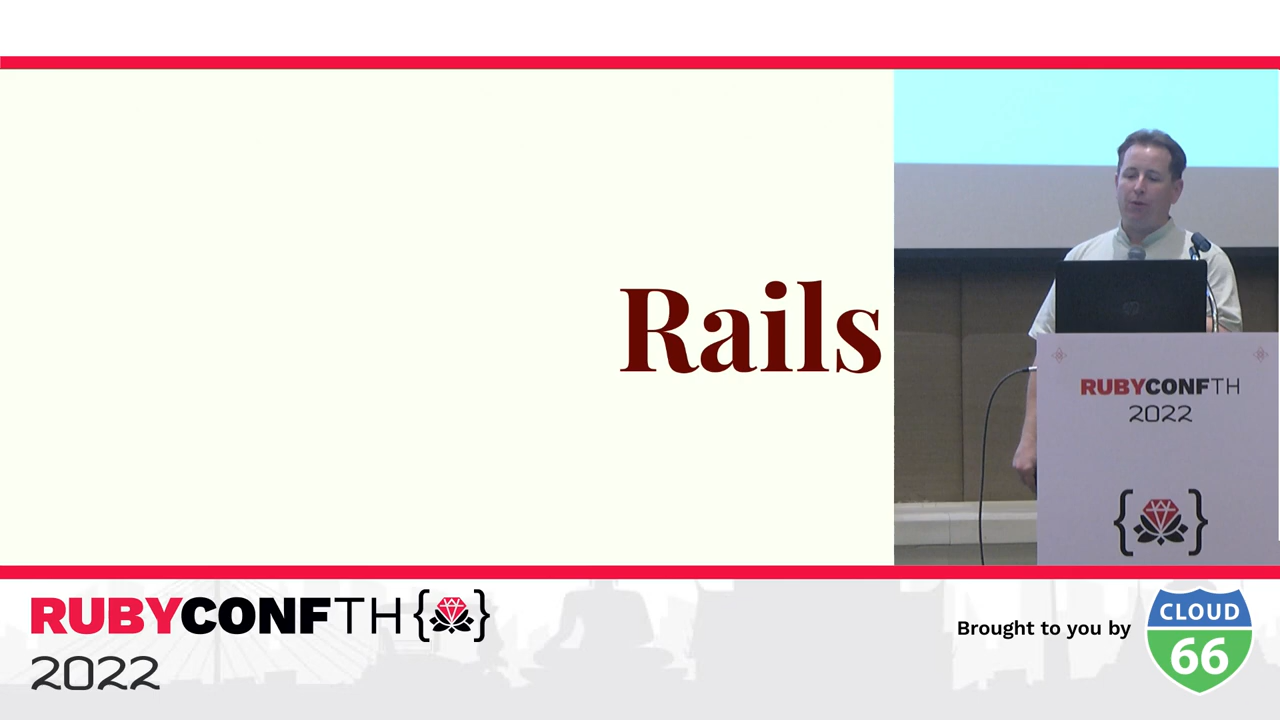 Rails
RUBYCONFTH
2022
RUBYCONFTH
2022
Brought to you by
CLOUD
66